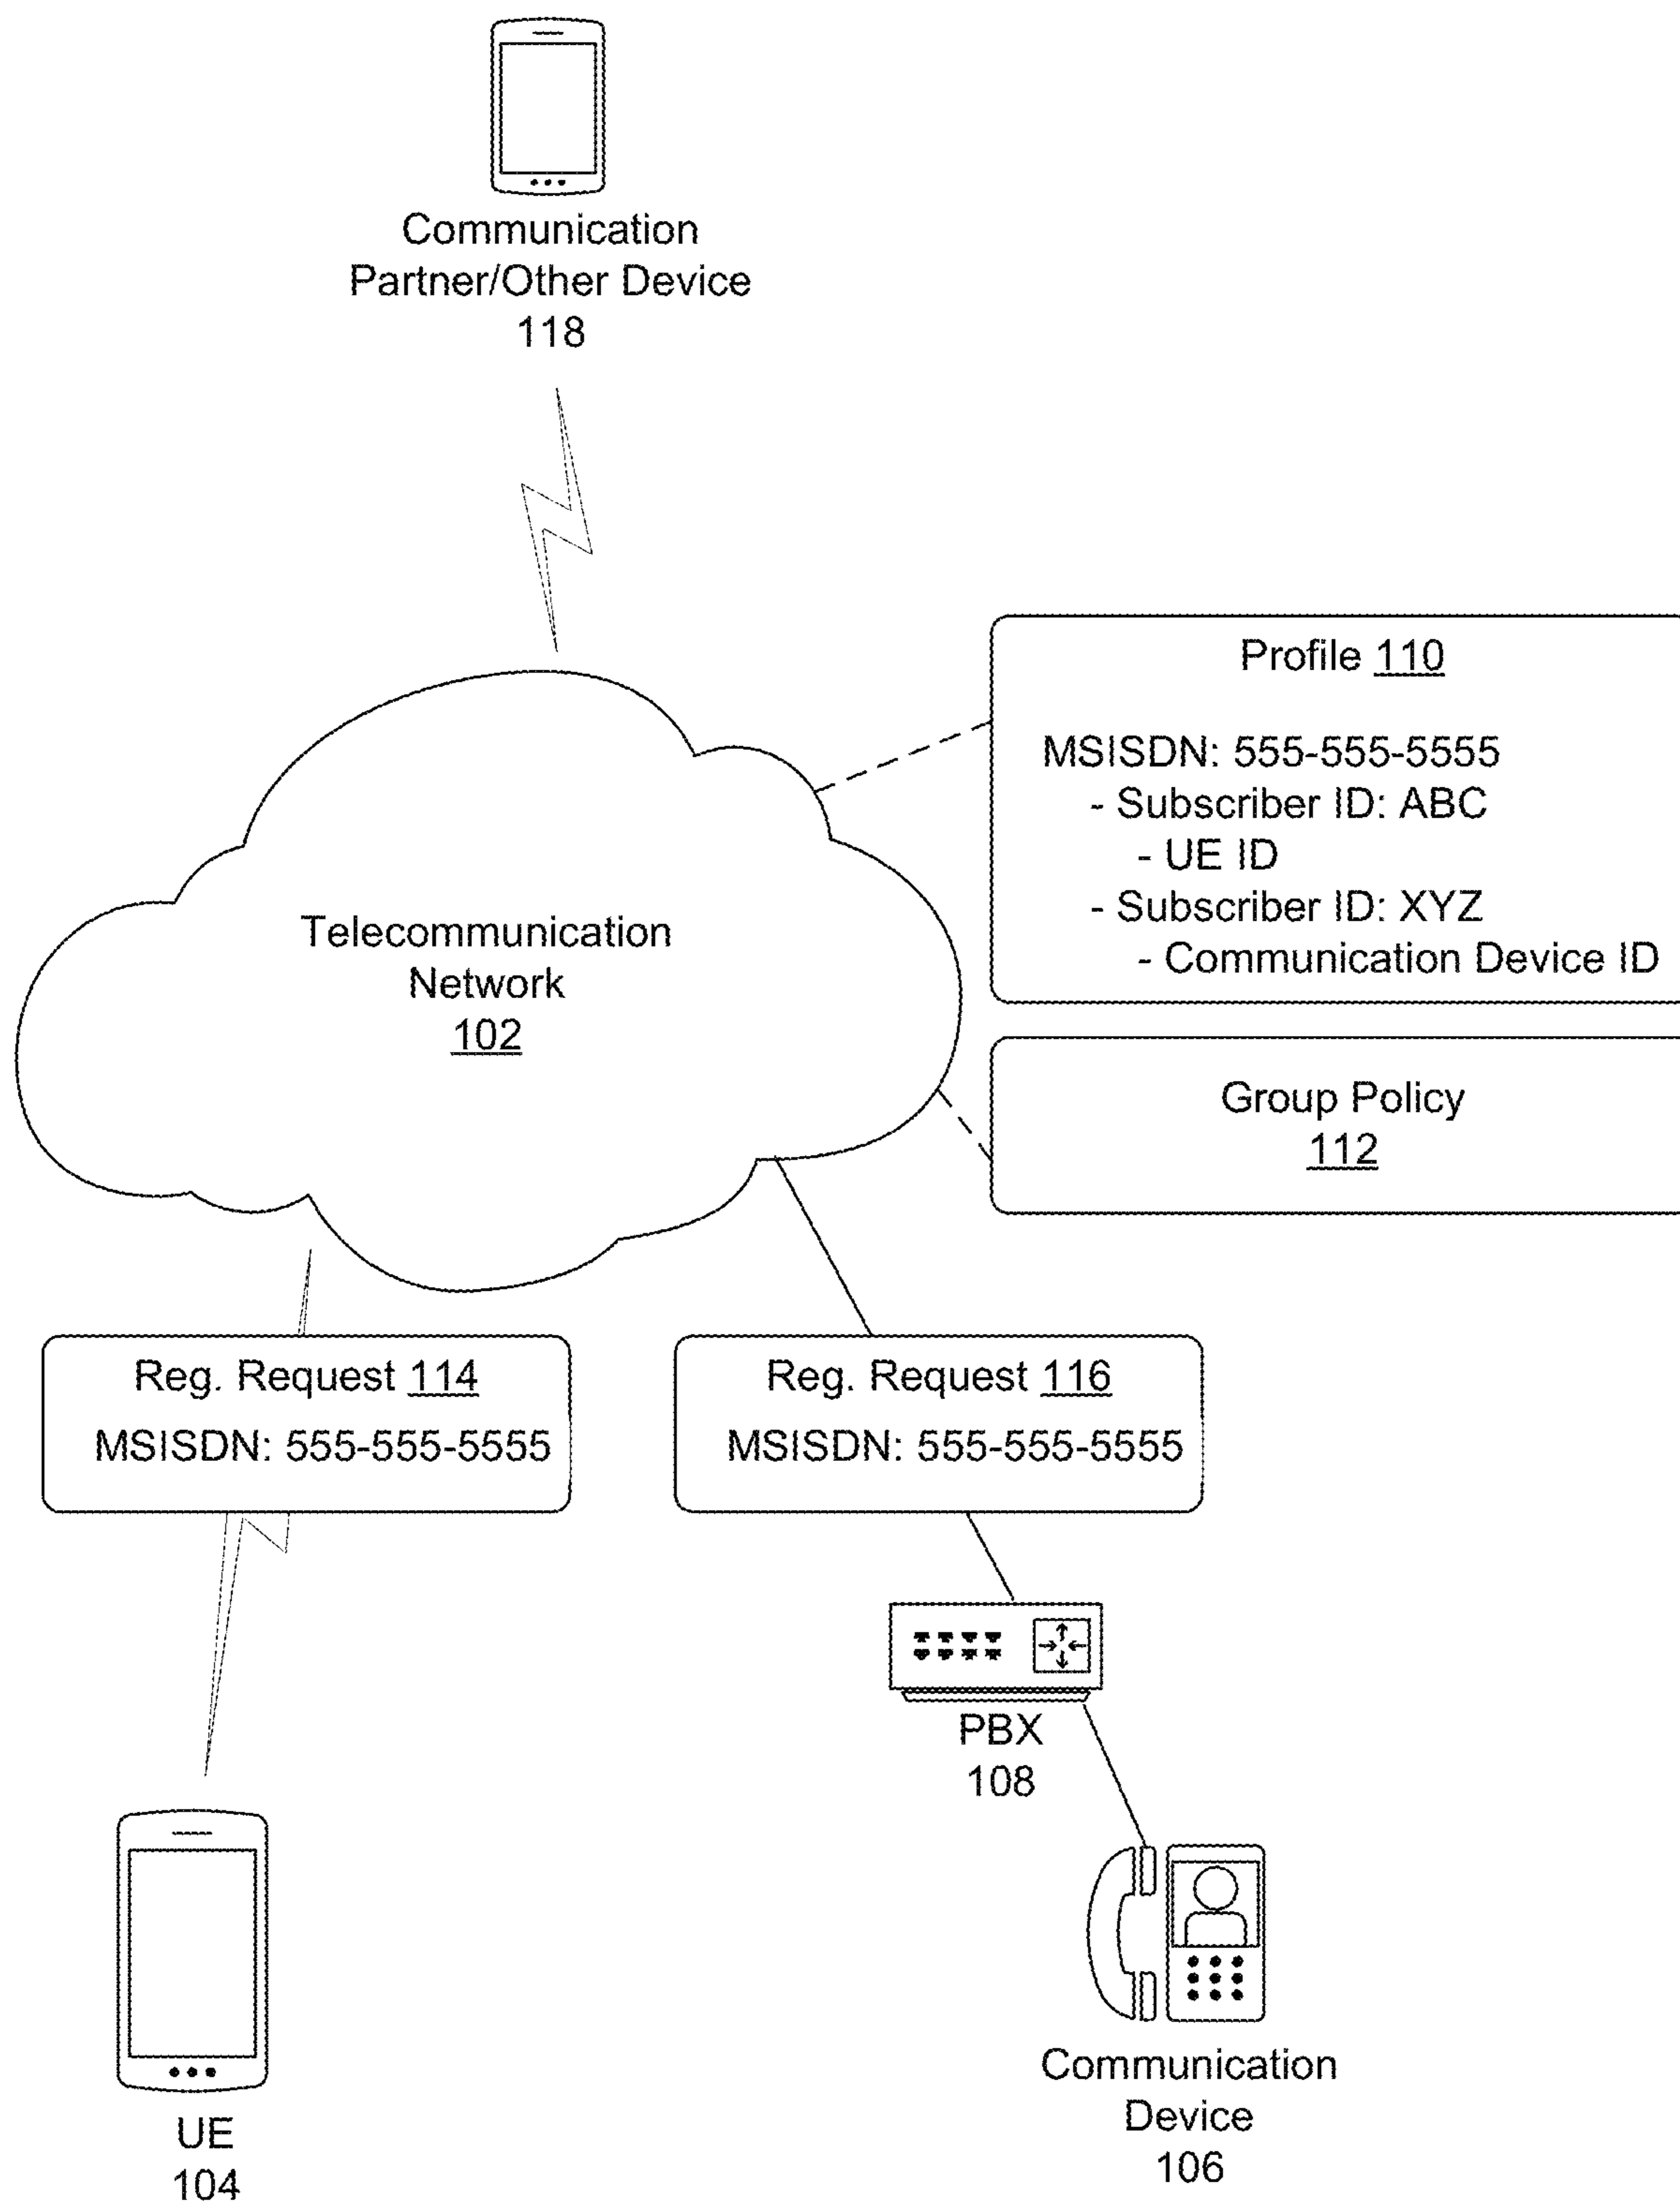 Communication
Partner/Other Device
118
Profile 110
MSISDN: 555-555-5555
- Subscriber ID: ABC
- UE ID
- Subscriber ID: XYZ
- Communication Device ID
Telecommunication
Network
102
Group Policy
112
Reg. Request 114
MSISDN: 555-555-5555
Reg. Request 116
MSISDN: 555-555-5555
PBX
108
Communication
Device
106
UE
104